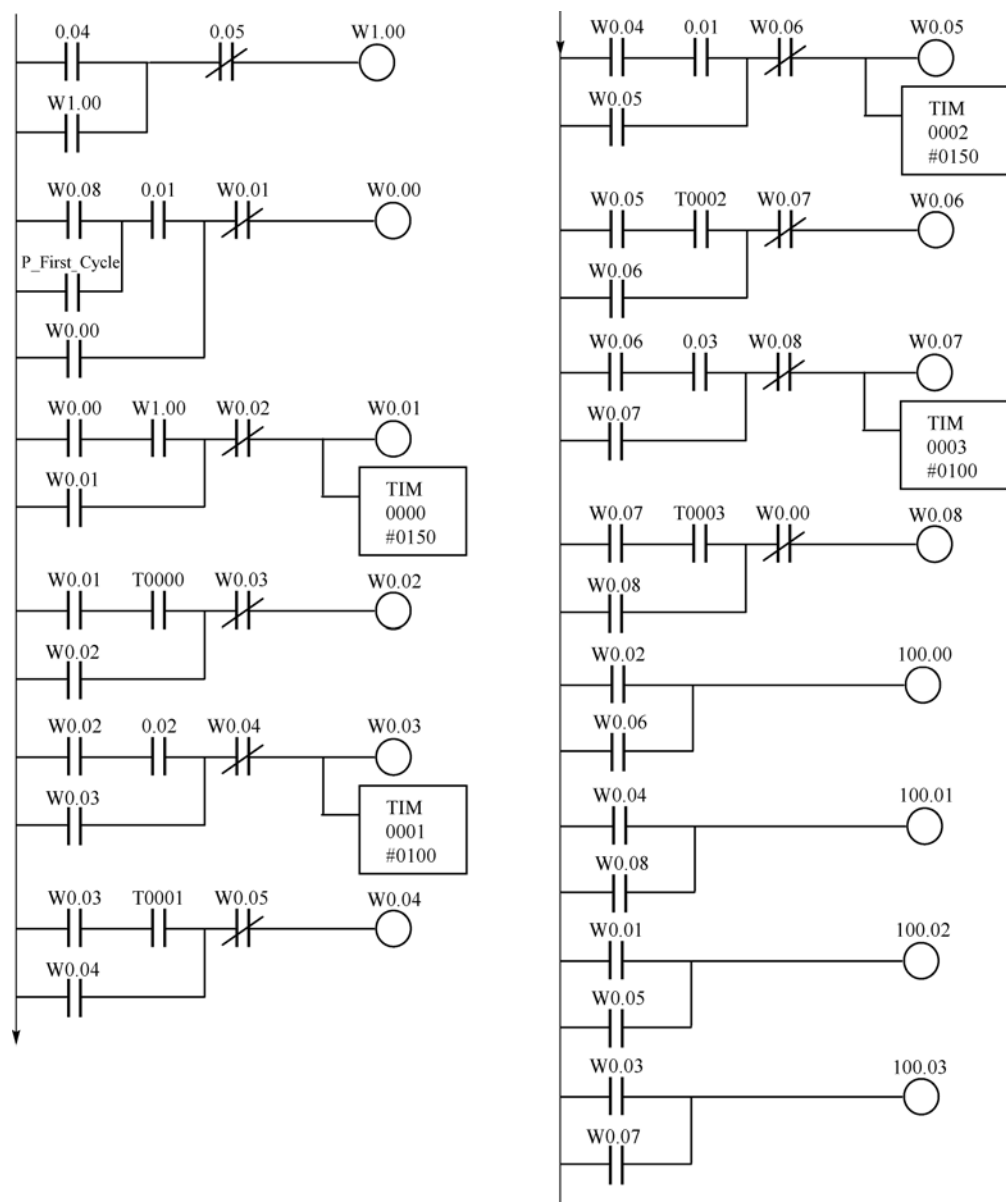 0.04 0.05 W1.00
W1.00
W0.08 0.01 W0.01 W0.00
P_First_Cycle
W0.00
W0.00 W1.00 W0.02 W0.01
W0.01
TIM
0000
#0150
W0.01 T0000 W0.03 W0.02
W0.02
W0.02 0.02 W0.04 W0.03
W0.03
TIM
0001
#0100
W0.03 T0001 W0.05 W0.04
W0.04
W0.04 0.01 W0.06 W0.05
W0.05
TIM
0002
#0150
W0.05 T0002 W0.07 W0.06
W0.06
W0.06 0.03 W0.08 W0.07
W0.07
TIM
0003
#0100
W0.07 T0003 W0.00 W0.08
W0.08
W0.02 100.00
W0.06
W0.04 100.01
W0.08
W0.01 100.02
W0.05
W0.03 100.03
W0.07